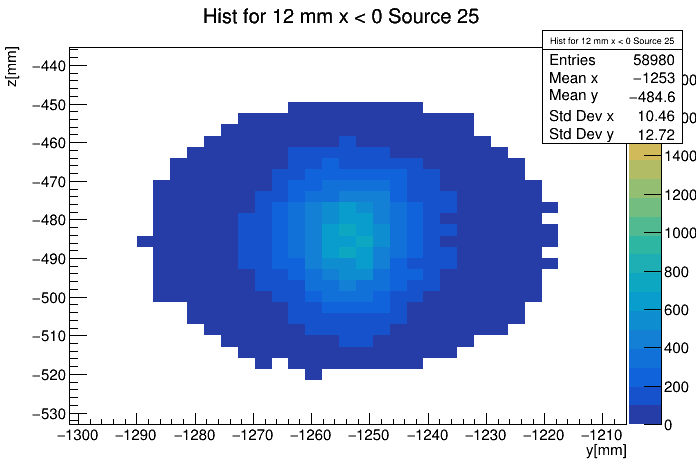 Hist for 12 mm x < 0 Source 25
z[mm]
Hist for 12 mm x < 0 Source 25
Entries 58980
Mean x −1253
Mean y −484.6
Std Dev x 10.46
Std Dev y 12.72
−440
−450
−460
−470
−480
−490
−500
−510
−520
−530
1400
1200
1000
800
600
400
200
0
−1300 −1290 −1280 −1270 −1260 −1250 −1240 −1230 −1220 −1210
y[mm]